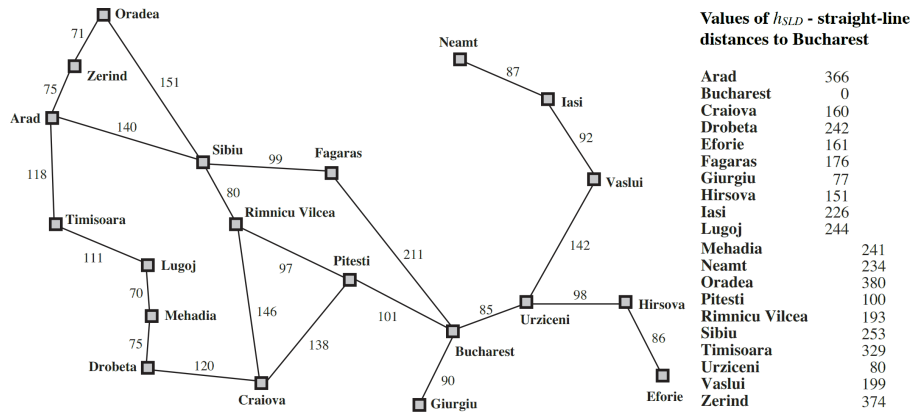 Oradea
71
Zerind
75
151
Arad
140
Sibiu
99
Fagaras
118
80
Timisoara
Rimnicu Vilcea
111
Lugoj
97
Pitesti
211
70
Mehadia
146
101
75
138
Drobeta
120
Craiova
Bucharest
90
Giurgiu
Neamt
87
Iasi
92
Vaslui
142
85
98
Hirsova
Urziceni
86
Eforie
Values of hSLD - straight-line
distances to Bucharest
Arad 366
Bucharest 0
Craiova 160
Drobeta 242
Eforie 161
Fagaras 176
Giurgiu 77
Hirsova 151
Iasi 226
Lugoj 244
Mehadia 241
Neamt 234
Oradea 380
Pitesti 100
Rimnicu Vilcea 193
Sibiu 253
Timisoara 329
Urziceni 80
Vaslui 199
Zerind 374